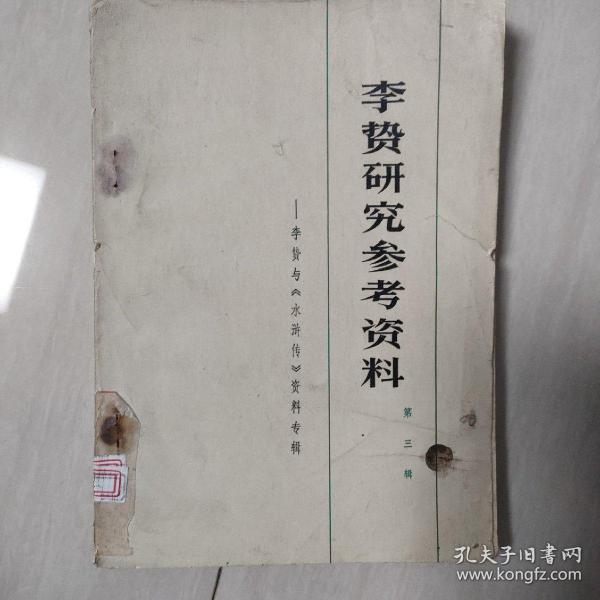 李贽研究参考资料
第三辑
——李贽与《水浒传》资料专辑
孔夫子旧书网
www.kongfz.com